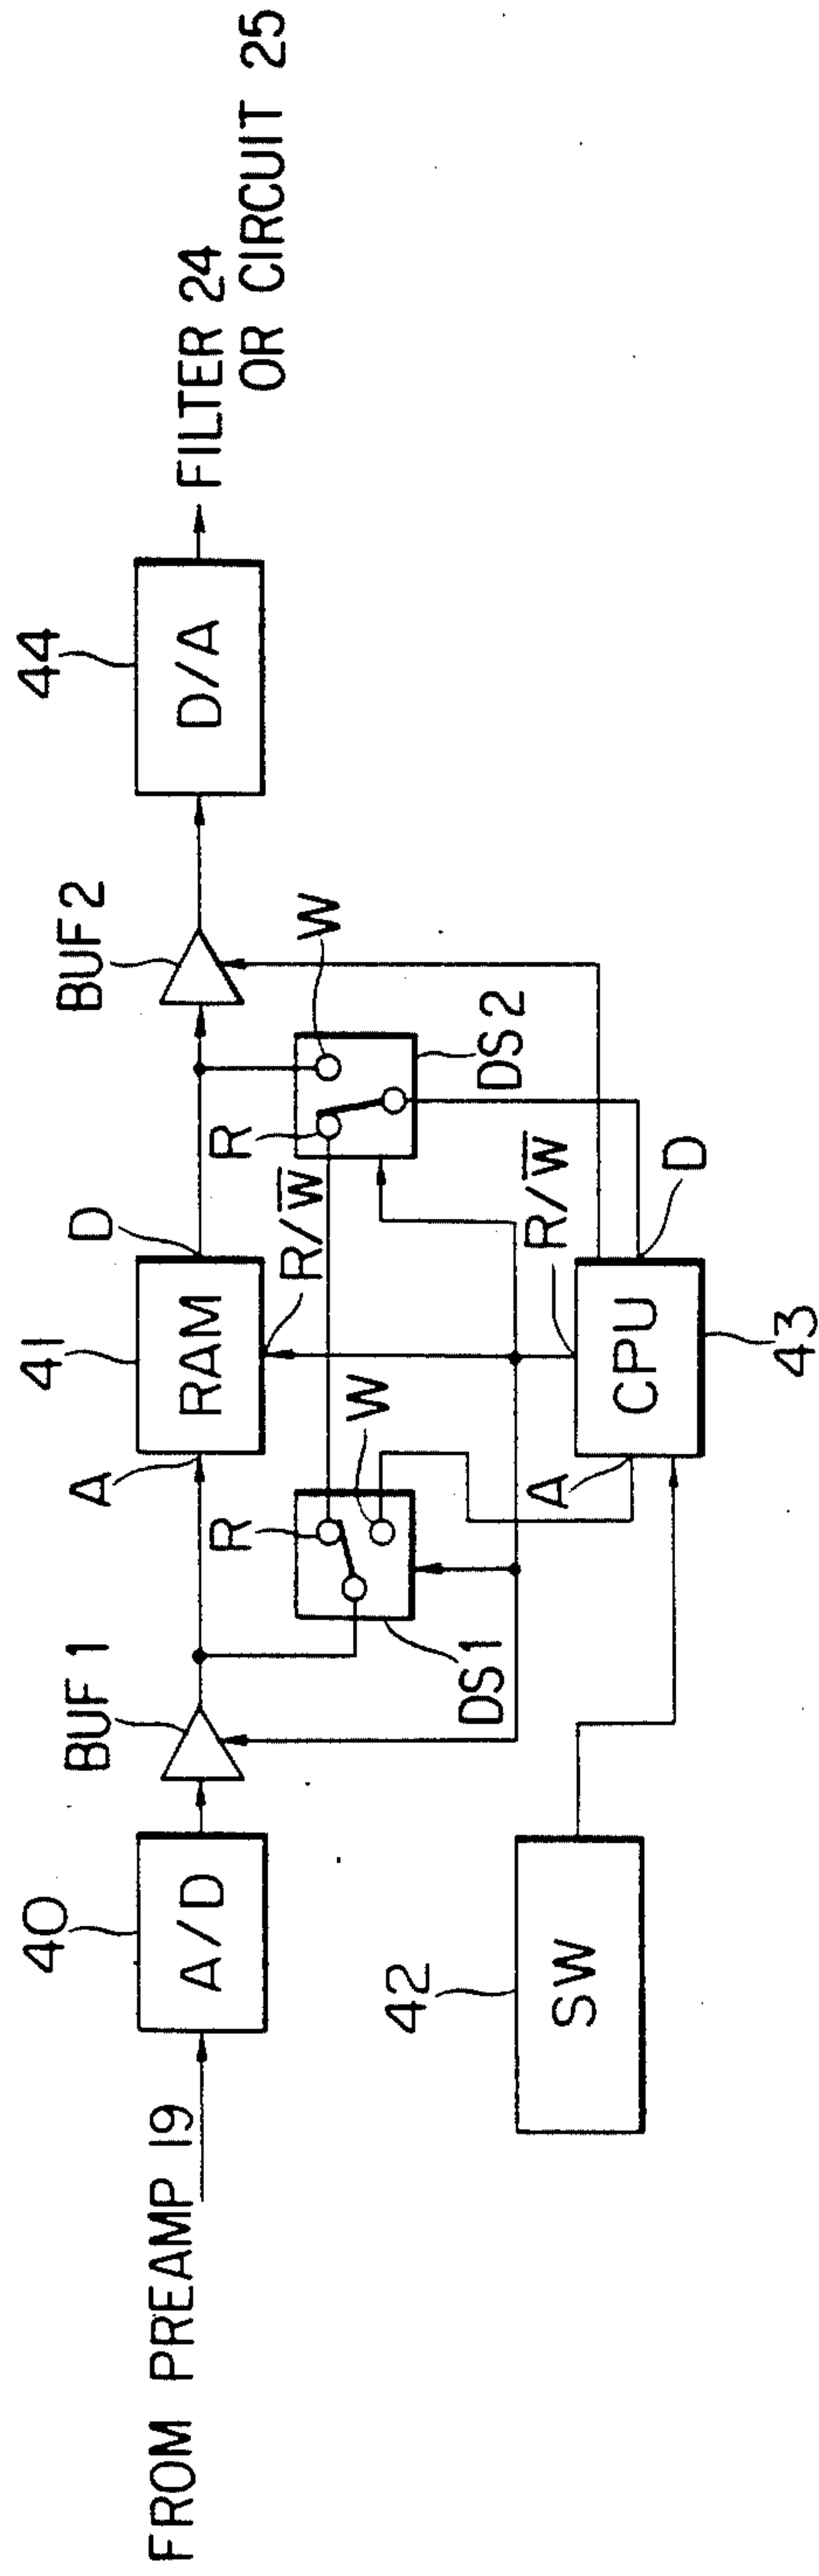 FROM PREAMP 19
40
A/D
BUF 1
A
41
RAM
D
BUF 2
44
D/A
FILTER 24
OR CIRCUIT 25
DS1
R
W
R/W̅
R
W
DS2
42
SW
A
R/W̅
CPU
D
43